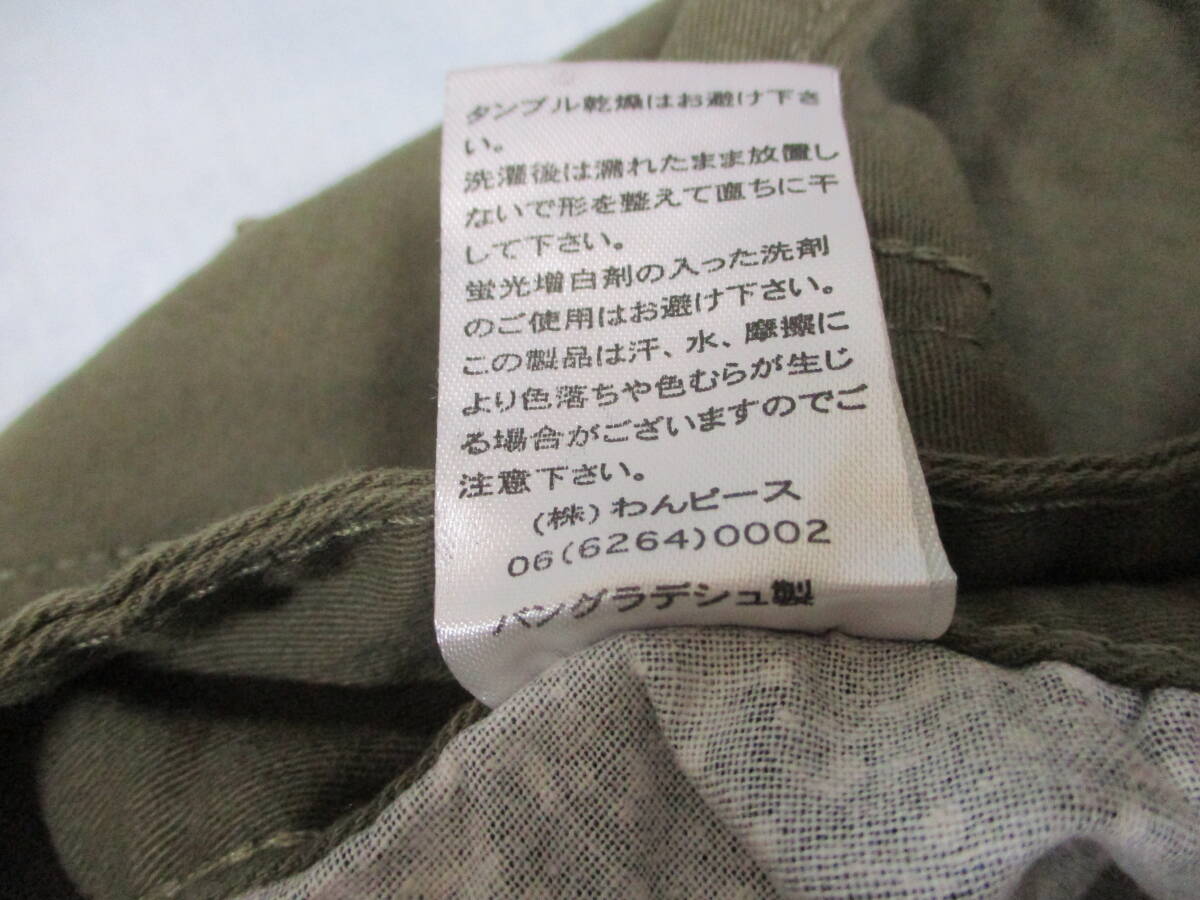 タンブル乾燥はお避け下さ
い。
洗濯後は濡れたまま放置し
ないで形を整えて直ちに干
して下さい。
蛍光増白剤の入った洗剤
のご使用はお避け下さい。
この製品は汗、水、摩擦に
より色落ちや色むらが生じ
る場合がございますのでご
注意下さい。
(株)わんピース
06(6264)0002
バングラデシュ製